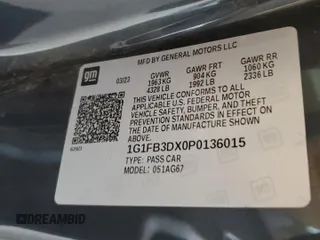 gm
MFD BY GENERAL MOTORS LLC
03/23 GVWR GAWR FRT GAWR RR
1963 KG 904 KG 1060 KG
4328 LB 1992 LB 2336 LB
THIS VEHICLE CONFORMS TO ALL
APPLICABLE U.S. FEDERAL MOTOR
VEHICLE SAFETY, BUMPER, AND THEFT
PREVENTION STANDARDS IN EFFECT ON
THE DATE OF MANUFACTURE SHOWN
ABOVE.
1G1FB3DX0P0136015
TYPE: PASS CAR
MODEL: 051AG67
DREAMBID